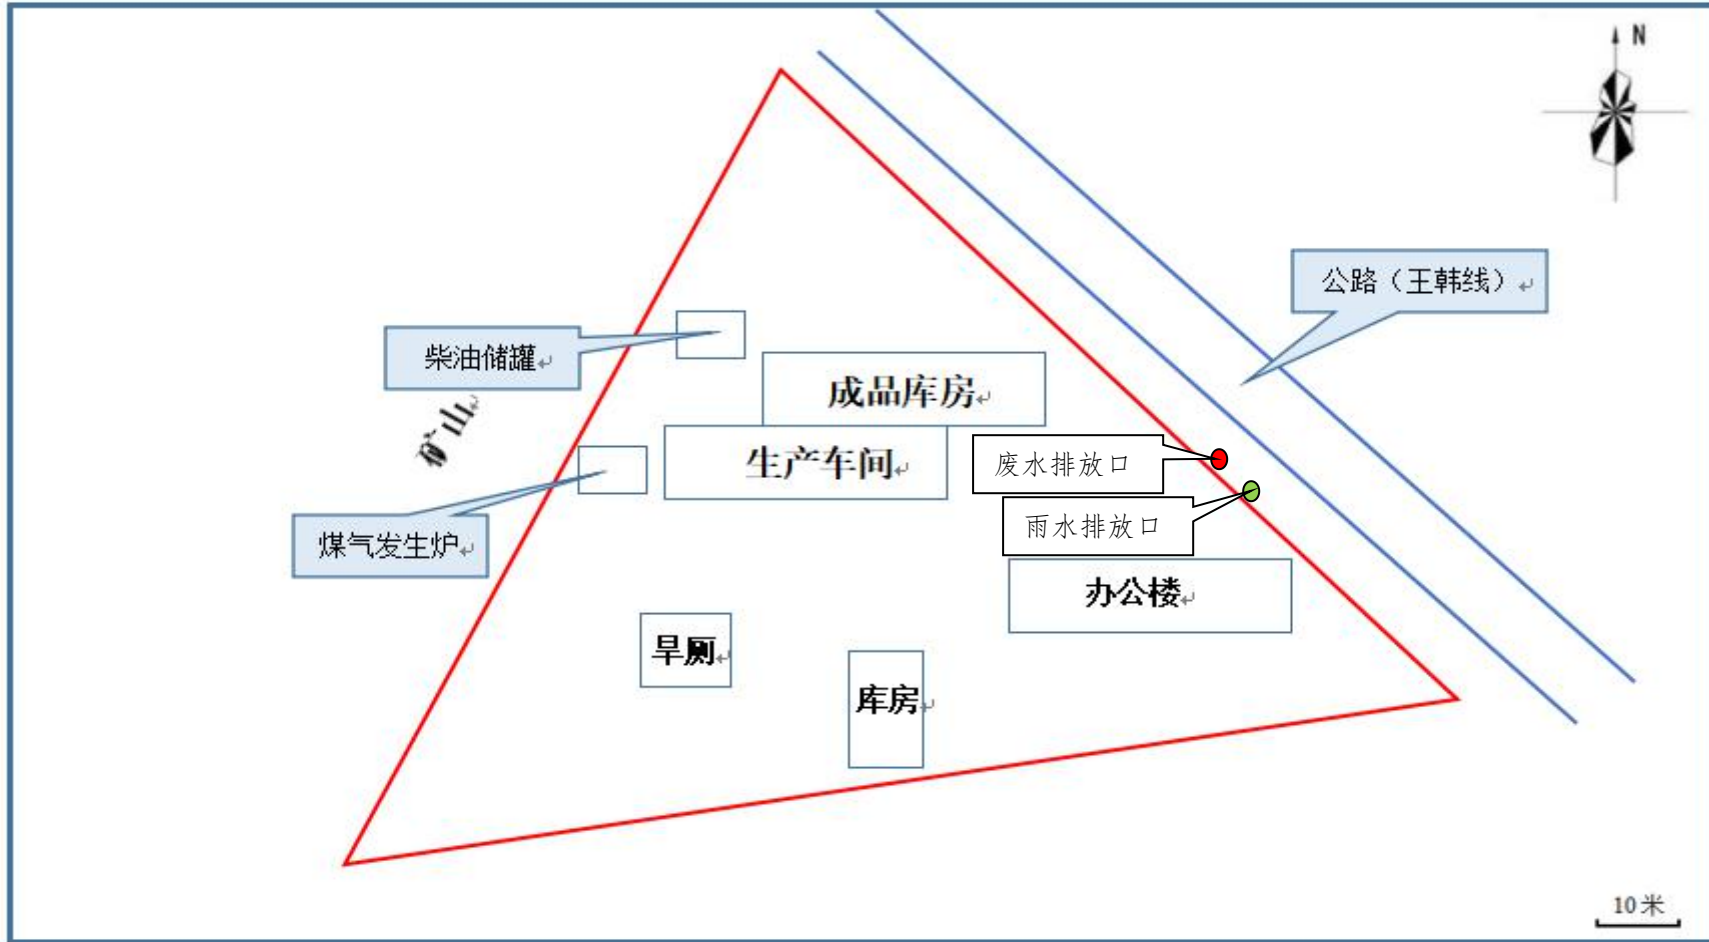 N
公路（王韩线）
柴油储罐
成品库房
矿山
生产车间
废水排放口
雨水排放口
煤气发生炉
办公楼
旱厕
库房
10米